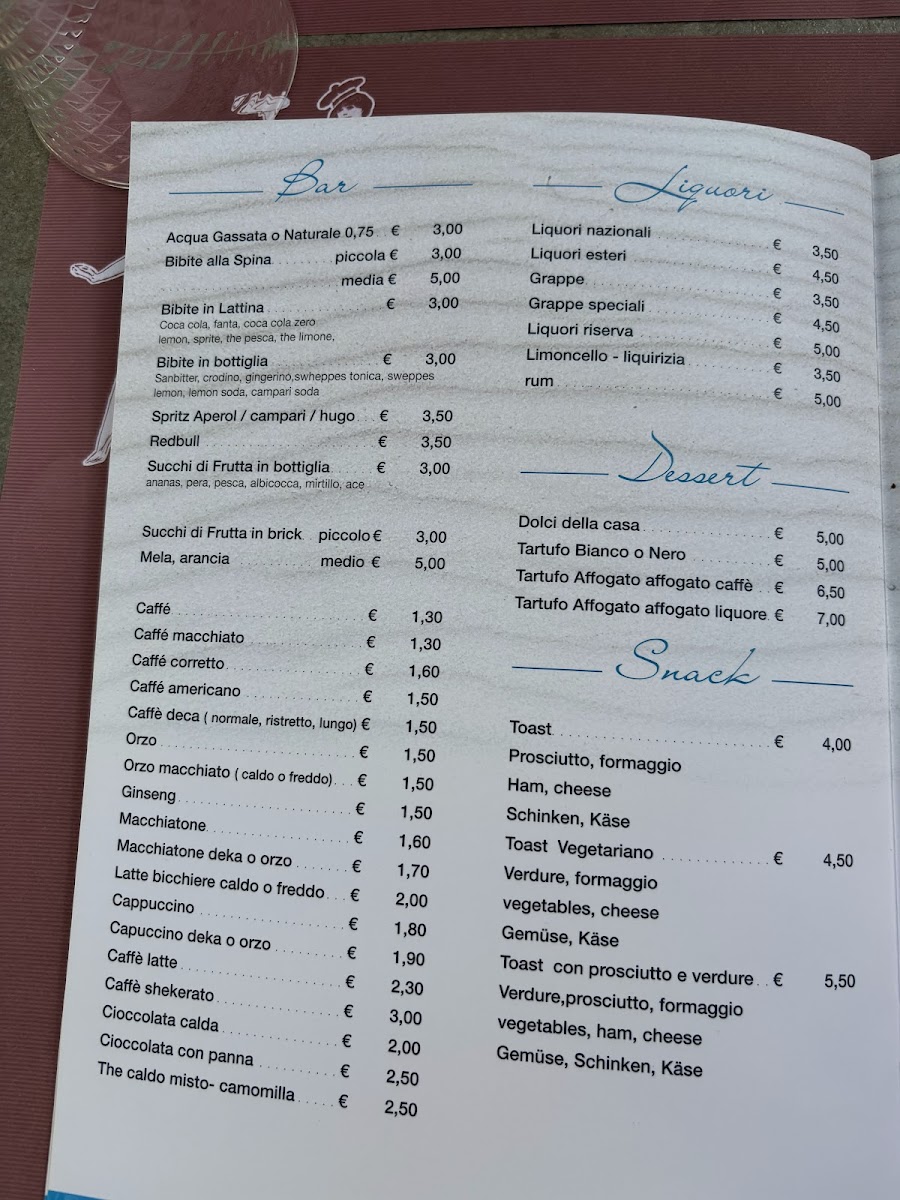 Bar
Acqua Gassata o Naturale 0,75 € 3,00
Bibite alla Spina piccola € 3,00
media € 5,00
Bibite in Lattina € 3,00
Coca cola, fanta, coca cola zero
lemon, sprite, the pesca, the limone,
Bibite in bottiglia € 3,00
Sanbitter, crodino, gingerino,swheppes tonica, sweppes
lemon, lemon soda, campari soda
Spritz Aperol / campari / hugo € 3,50
Redbull € 3,50
Succhi di Frutta in bottiglia € 3,00
ananas, pera, pesca, albicocca, mirtillo, ace
Succhi di Frutta in brick piccolo € 3,00
Mela, arancia medio € 5,00
Caffé € 1,30
Caffé macchiato € 1,30
Caffé corretto € 1,60
Caffé americano € 1,50
Caffè deca ( normale, ristretto, lungo) € 1,50
Orzo € 1,50
Orzo macchiato ( caldo o freddo) € 1,50
Ginseng € 1,50
Macchiatone € 1,60
Macchiatone deka o orzo € 1,70
Latte bicchiere caldo o freddo € 2,00
Cappuccino € 1,80
Capuccino deka o orzo € 1,90
Caffè latte € 2,30
Caffè shekerato € 3,00
Cioccolata calda € 2,00
Cioccolata con panna € 2,50
The caldo misto- camomilla € 2,50
Liquori
Liquori nazionali € 3,50
Liquori esteri € 4,50
Grappe € 3,50
Grappe speciali € 4,50
Liquori riserva € 5,00
Limoncello - liquirizia € 3,50
rum € 5,00
Dessert
Dolci della casa € 5,00
Tartufo Bianco o Nero € 5,00
Tartufo Affogato affogato caffè € 6,50
Tartufo Affogato affogato liquore € 7,00
Snack
Toast € 4,00
Prosciutto, formaggio
Ham, cheese
Schinken, Käse
Toast Vegetariano € 4,50
Verdure, formaggio
vegetables, cheese
Gemüse, Käse
Toast con prosciutto e verdure € 5,50
Verdure,prosciutto, formaggio
vegetables, ham, cheese
Gemüse, Schinken, Käse